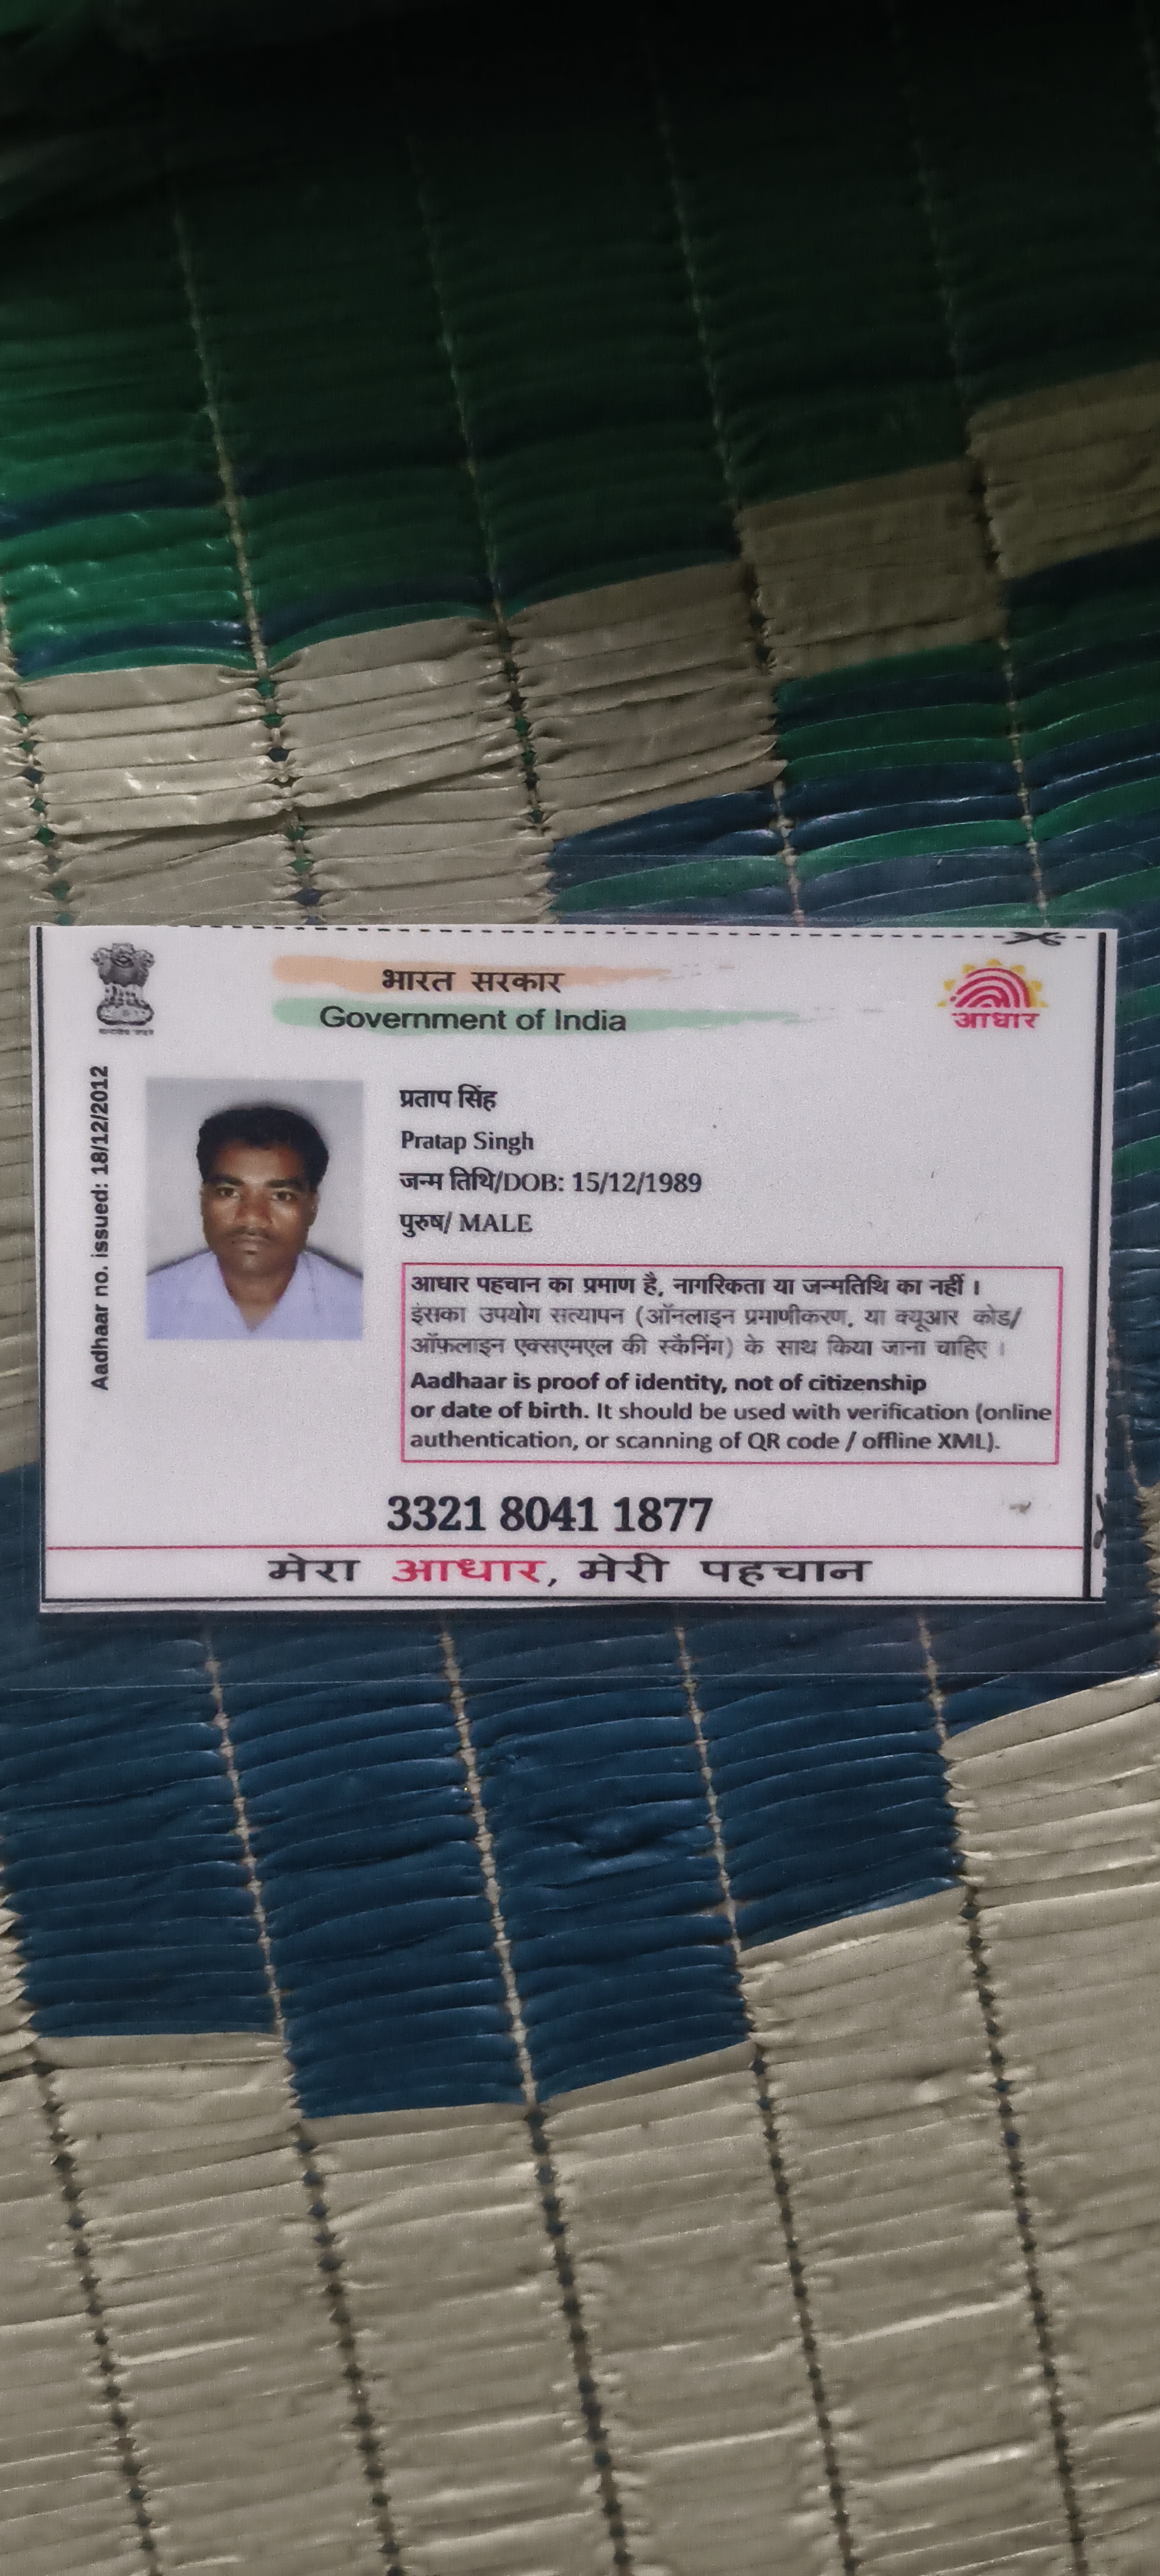 भारत सरकार
Government of India
आधार
Aadhaar no. issued: 18/12/2012
प्रताप सिंह
Pratap Singh
जन्म तिथि/DOB: 15/12/1989
पुरुष/ MALE
आधार पहचान का प्रमाण है, नागरिकता या जन्मतिथि का नहीं ।
इसका उपयोग सत्यापन (ऑनलाइन प्रमाणीकरण, या क्यूआर कोड/
ऑफलाइन एक्सएमएल की स्कैनिंग) के साथ किया जाना चाहिए ।
Aadhaar is proof of identity, not of citizenship
or date of birth. It should be used with verification (online
authentication, or scanning of QR code / offline XML).
3321 8041 1877
मेरा आधार, मेरी पहचान